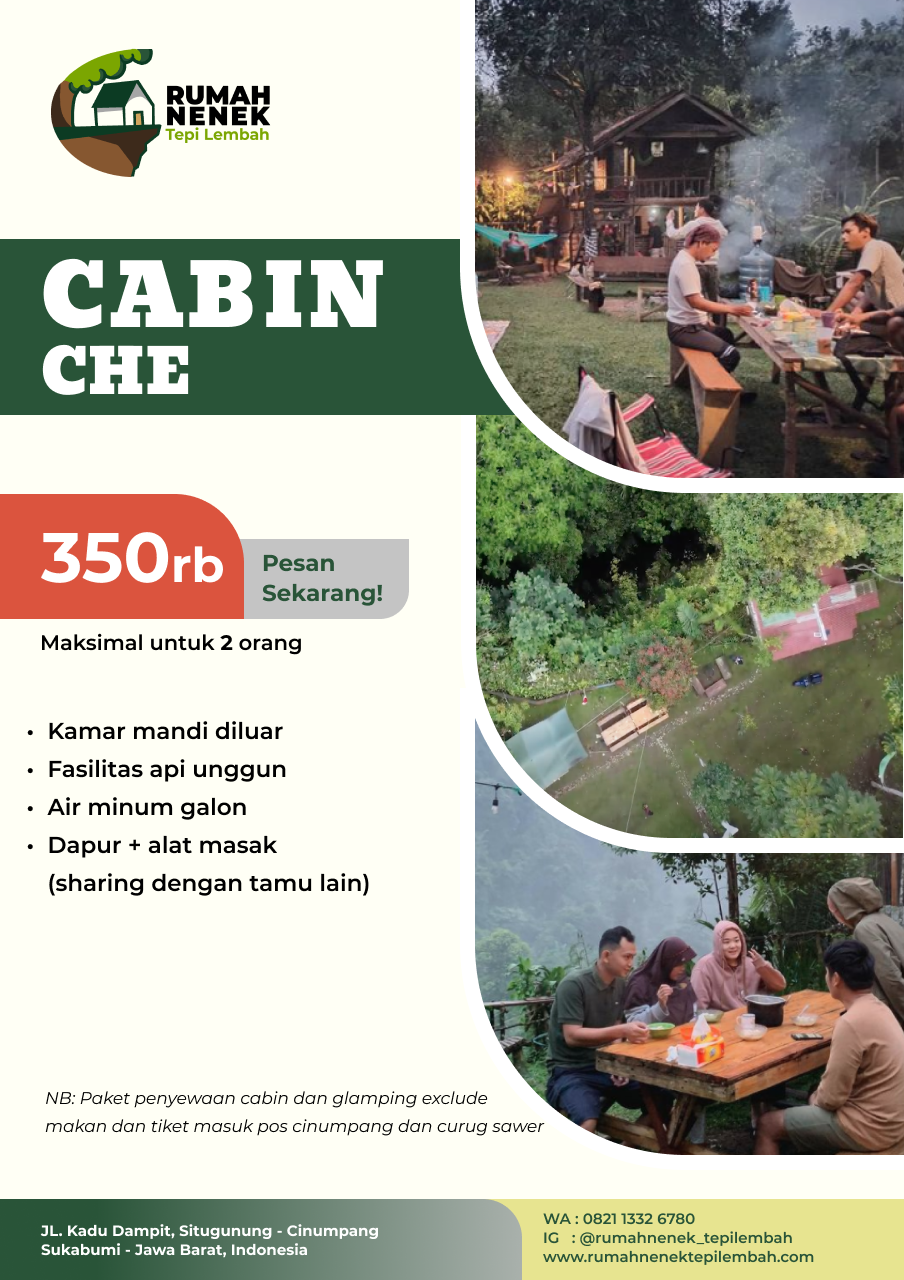 RUMAH
NENEK
Tepi Lembah
CABIN
CHE
350rb
Pesan
Sekarang!
Maksimal untuk 2 orang
• Kamar mandi diluar
• Fasilitas api unggun
• Air minum galon
• Dapur + alat masak
(sharing dengan tamu lain)
NB: Paket penyewaan cabin dan glamping exclude
makan dan tiket masuk pos cinumpang dan curug sawer
JL. Kadu Dampit, Situgunung - Cinumpang
Sukabumi - Jawa Barat, Indonesia
WA : 0821 1332 6780
IG : @rumahnenek_tepilembah
www.rumahnenektepilembah.com